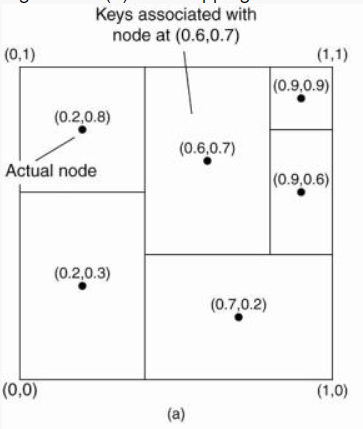 Keys associated with
node at (0.6,0.7)
(0,1)
(1,1)
(0.9,0.9)
(0.2,0.8)
(0.6,0.7)
Actual node
(0.9,0.6)
(0.2,0.3)
(0.7,0.2)
(0,0)
(1,0)
(a)